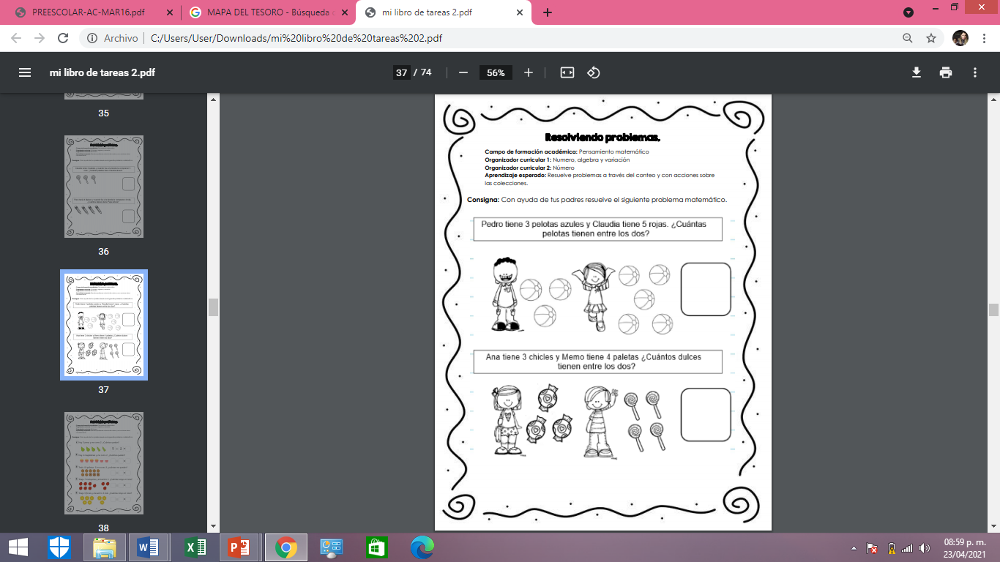 PREESCOLAR-AC-MAR16.pdf
MAPA DEL TESORO - Búsqueda
mi libro de tareas 2.pdf
Archivo
C:/Users/User/Downloads/mi%20libro%20de%20tareas%202.pdf
mi libro de tareas 2.pdf
37 / 74
56%
35
36
37
38
Resolviendo problemas.
Campo de formación académica: Pensamiento matemático
Organizador curricular 1: Numero, algebra y variación
Organizador curricular 2: Número
Aprendizaje esperado: Resuelve problemas a través del conteo y con acciones sobre
las colecciones.
Consigna: Con ayuda de tus padres resuelve el siguiente problema matemático.
Pedro tiene 3 pelotas azules y Claudia tiene 5 rojas. ¿Cuántas
pelotas tienen entre los dos?
Ana tiene 3 chicles y Memo tiene 4 paletas ¿Cuántos dulces
tienen entre los dos?
08:59 p. m.
23/04/2021